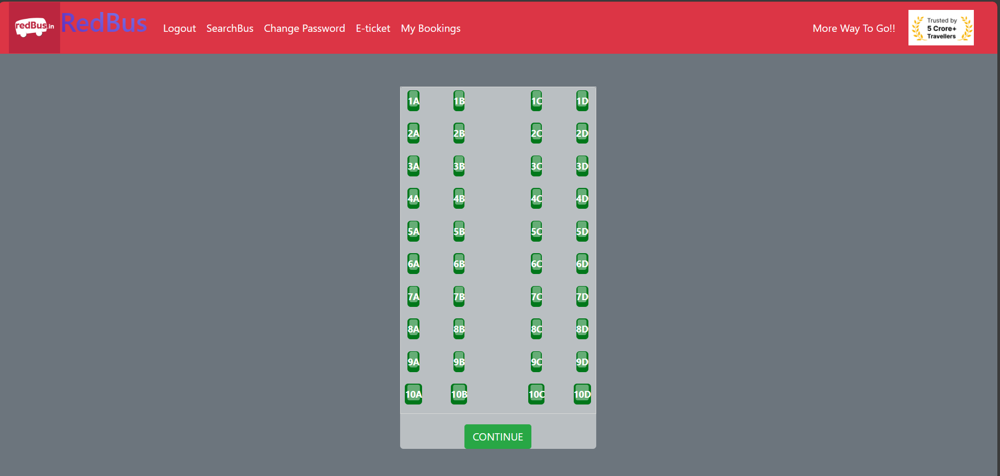 redBus.in RedBus Logout SearchBus Change Password E-ticket My Bookings More Way To Go!!
Trusted by
5 Crore+
Travellers
1A 1B 1C 1D
2A 2B 2C 2D
3A 3B 3C 3D
4A 4B 4C 4D
5A 5B 5C 5D
6A 6B 6C 6D
7A 7B 7C 7D
8A 8B 8C 8D
9A 9B 9C 9D
10A 10B 10C 10D
CONTINUE